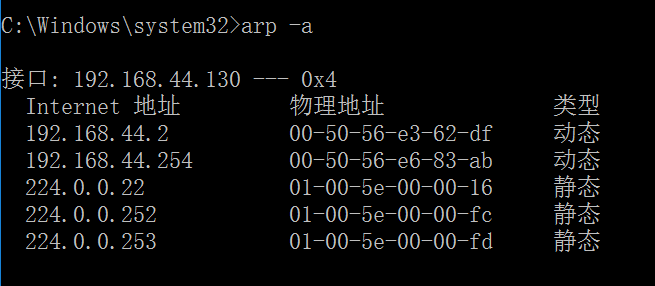 C:\Windows\system32>arp -a
接口: 192.168.44.130 --- 0x4
Internet 地址 物理地址 类型
192.168.44.2 00-50-56-e3-62-df 动态
192.168.44.254 00-50-56-e6-83-ab 动态
224.0.0.22 01-00-5e-00-00-16 静态
224.0.0.252 01-00-5e-00-00-fc 静态
224.0.0.253 01-00-5e-00-00-fd 静态